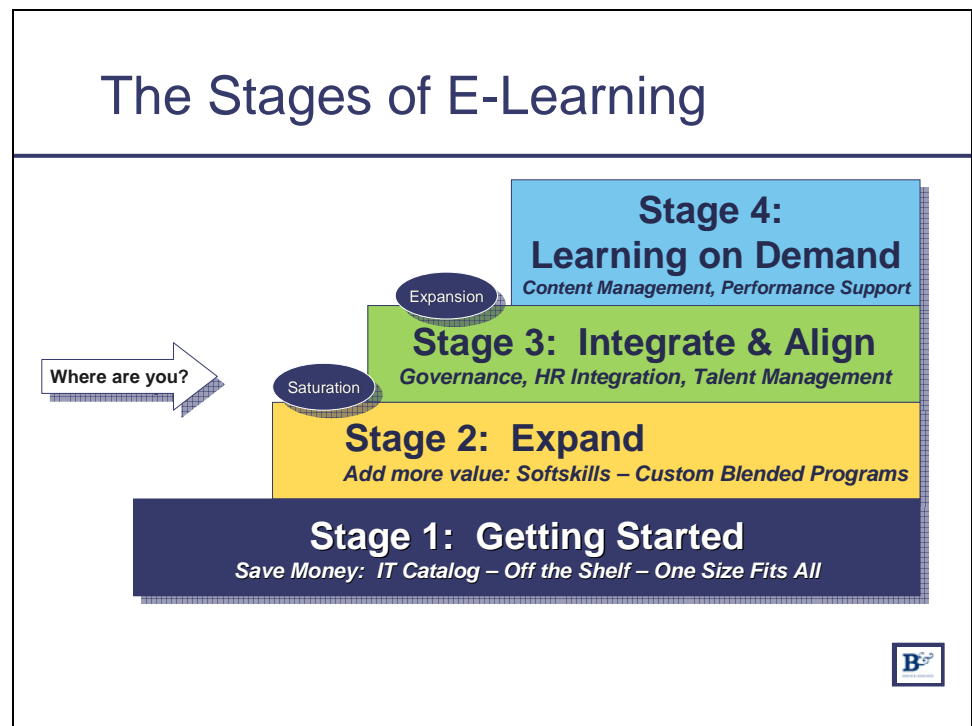 The Stages of E-Learning
Stage 4:
Learning on Demand
Content Management, Performance Support
Expansion
Stage 3: Integrate & Align
Governance, HR Integration, Talent Management
Where are you?
Saturation
Stage 2: Expand
Add more value: Softskills – Custom Blended Programs
Stage 1: Getting Started
Save Money: IT Catalog – Off the Shelf – One Size Fits All
B&